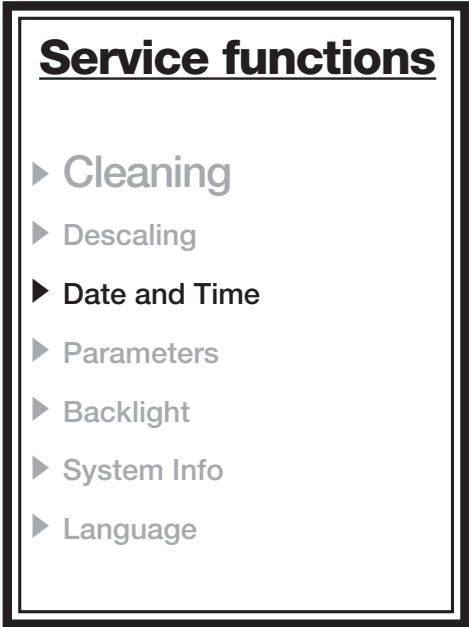 Service functions
Cleaning
Descaling
Date and Time
Parameters
Backlight
System Info
Language